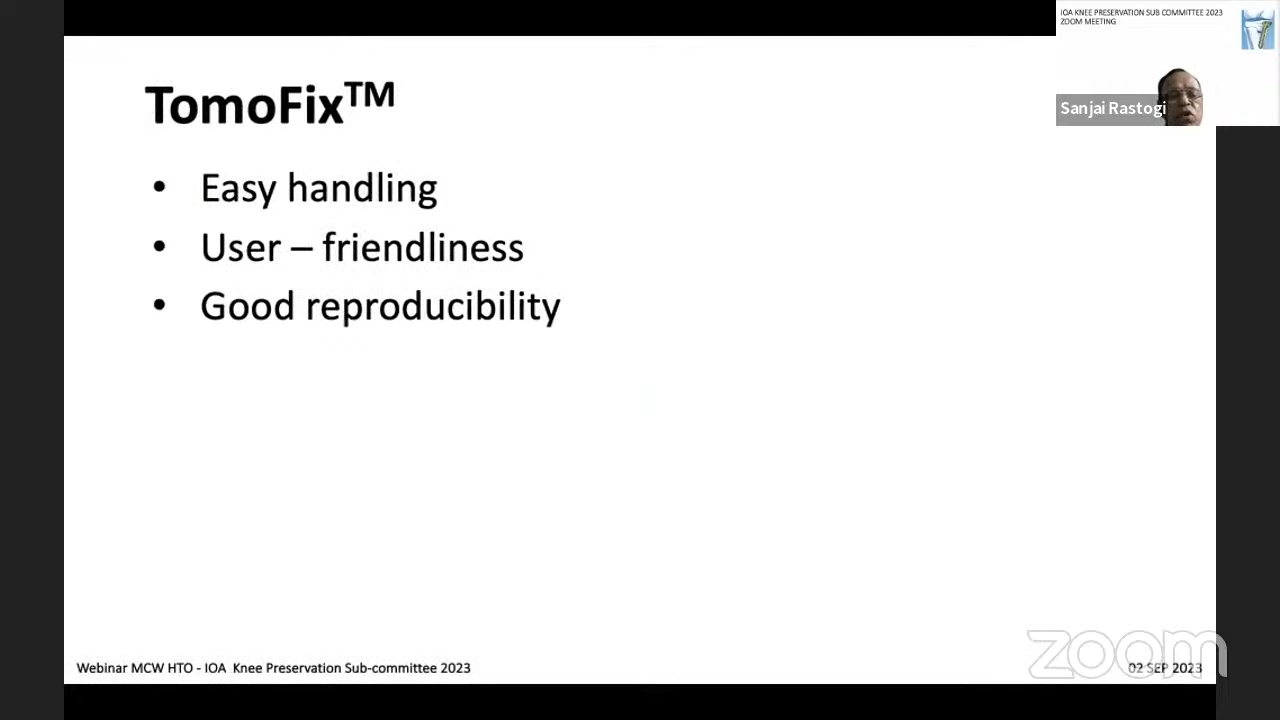 IOA KNEE PRESERVATION SUB COMMITTEE 2023
ZOOM MEETING
Sanjai Rastogi
TomoFix™
• Easy handling
• User – friendliness
• Good reproducibility
Webinar MCW HTO - IOA Knee Preservation Sub-committee 2023
02 SEP 2023
zoom